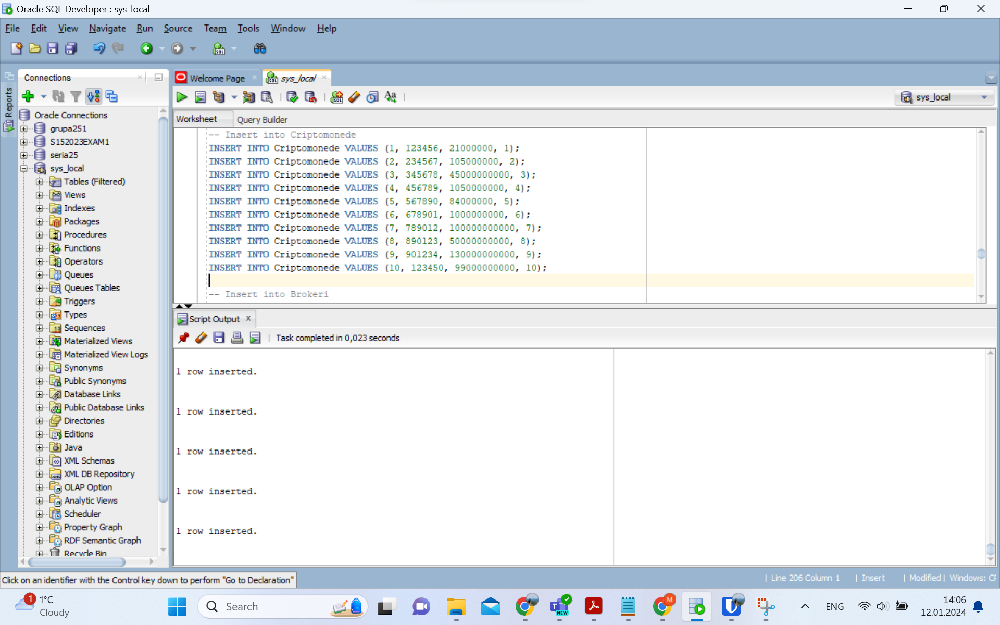 Oracle SQL Developer : sys_local
File Edit View Navigate Run Source Team Tools Window Help
Reports
Connections
Oracle Connections
grupa251
S152023EXAM1
seria25
sys_local
Tables (Filtered)
Views
Indexes
Packages
Procedures
Functions
Operators
Queues
Queues Tables
Triggers
Types
Sequences
Materialized Views
Materialized View Logs
Synonyms
Public Synonyms
Database Links
Public Database Links
Directories
Editions
Java
XML Schemas
XML DB Repository
OLAP Option
Analytic Views
Scheduler
Property Graph
RDF Semantic Graph
Recycle Bin
Welcome Page
sys_local
sys_local
Worksheet Query Builder
-- Insert into Criptomonede
INSERT INTO Criptomonede VALUES (1, 123456, 21000000, 1);
INSERT INTO Criptomonede VALUES (2, 234567, 105000000, 2);
INSERT INTO Criptomonede VALUES (3, 345678, 45000000000, 3);
INSERT INTO Criptomonede VALUES (4, 456789, 1050000000, 4);
INSERT INTO Criptomonede VALUES (5, 567890, 84000000, 5);
INSERT INTO Criptomonede VALUES (6, 678901, 1000000000, 6);
INSERT INTO Criptomonede VALUES (7, 789012, 100000000000, 7);
INSERT INTO Criptomonede VALUES (8, 890123, 50000000000, 8);
INSERT INTO Criptomonede VALUES (9, 901234, 130000000000, 9);
INSERT INTO Criptomonede VALUES (10, 123450, 99000000000, 10);
-- Insert into Brokeri
Script Output x
Task completed in 0,023 seconds
1 row inserted.
1 row inserted.
1 row inserted.
1 row inserted.
1 row inserted.
Click on an identifier with the Control key down to perform "Go to Declaration"
| Line 206 Column 1 | Insert | Modified | Windows: CF
1
1°C
Cloudy
Search
NEW
M
ENG
14:06
12.01.2024